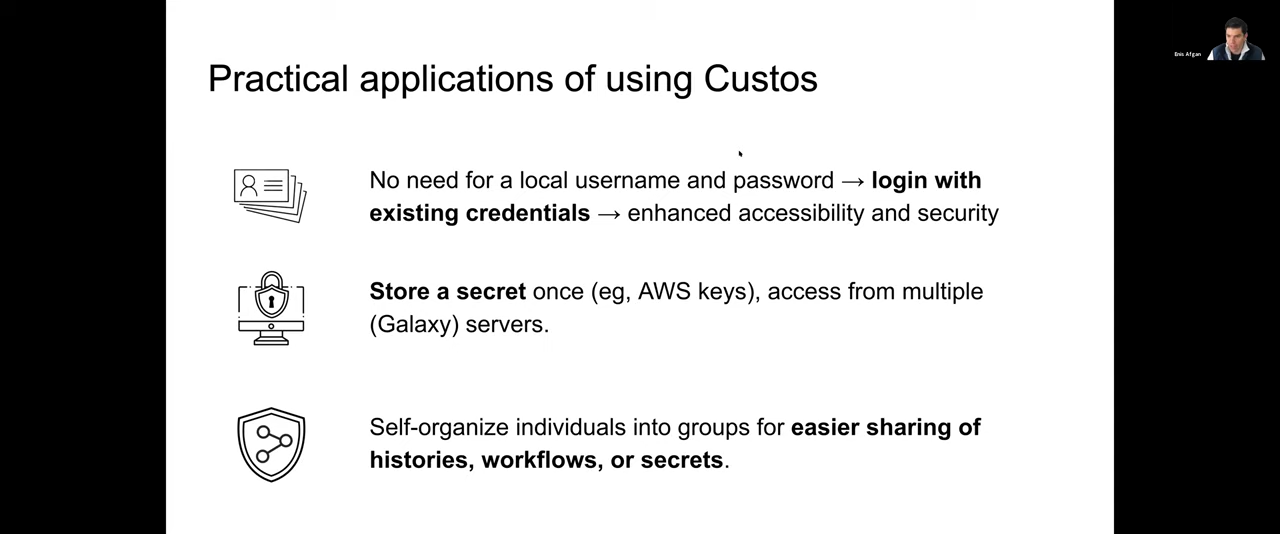 Practical applications of using Custos
Enis Afgan
No need for a local username and password → login with
existing credentials → enhanced accessibility and security
Store a secret once (eg, AWS keys), access from multiple
(Galaxy) servers.
Self-organize individuals into groups for easier sharing of
histories, workflows, or secrets.